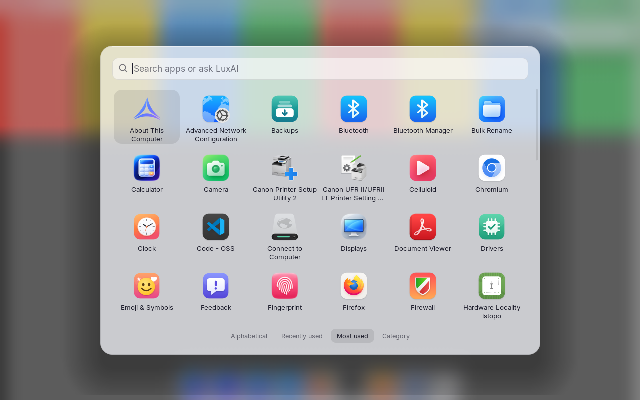 Search apps or ask LuxAI
About This Computer
Advanced Network Configuration
Backups
Bluetooth
Bluetooth Manager
Bulk Rename
Calculator
Camera
Canon Printer Setup Utility 2
Canon UFR II/UFRII LT Printer Setting ...
Celluloid
Chromium
Clock
Code - OSS
Connect to Computer
Displays
Document Viewer
Drivers
Emoji & Symbols
Feedback
Fingerprint
Firefox
Firewall
Hardware Locality lstopo
Alphabetical
Recently used
Most used
Category